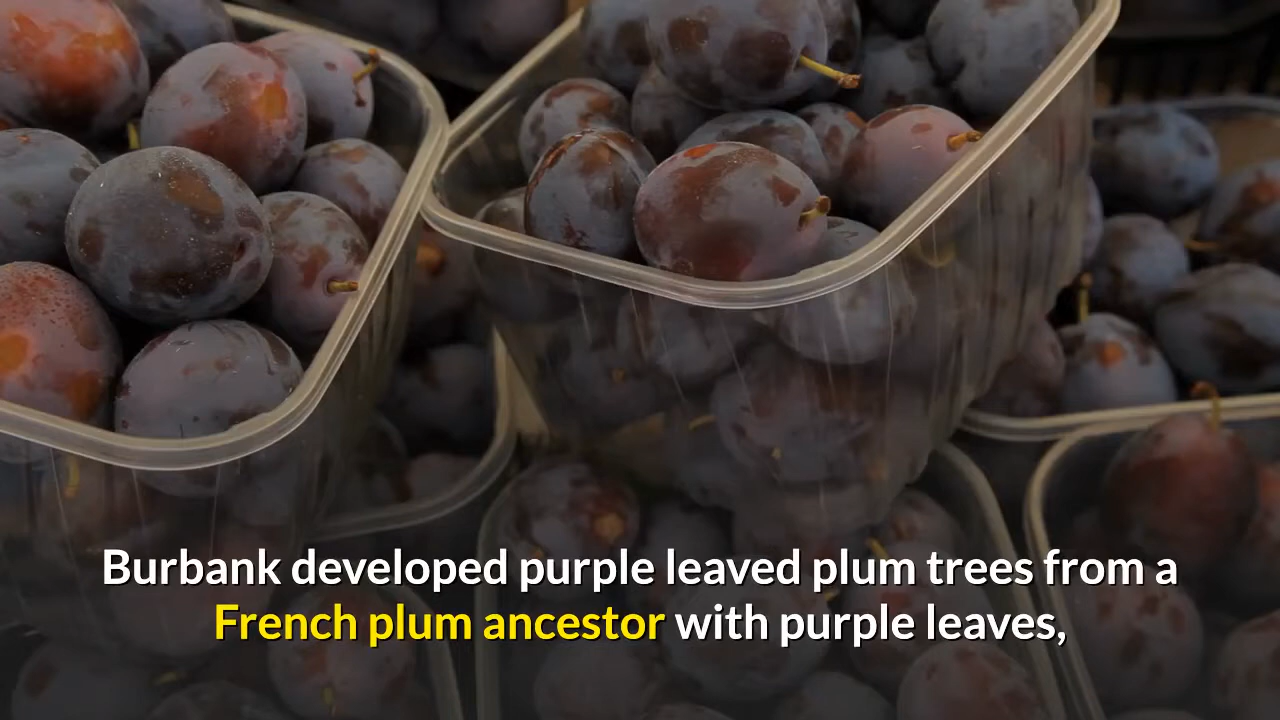 Burbank developed purple leaved plum trees from a
French plum ancestor with purple leaves,